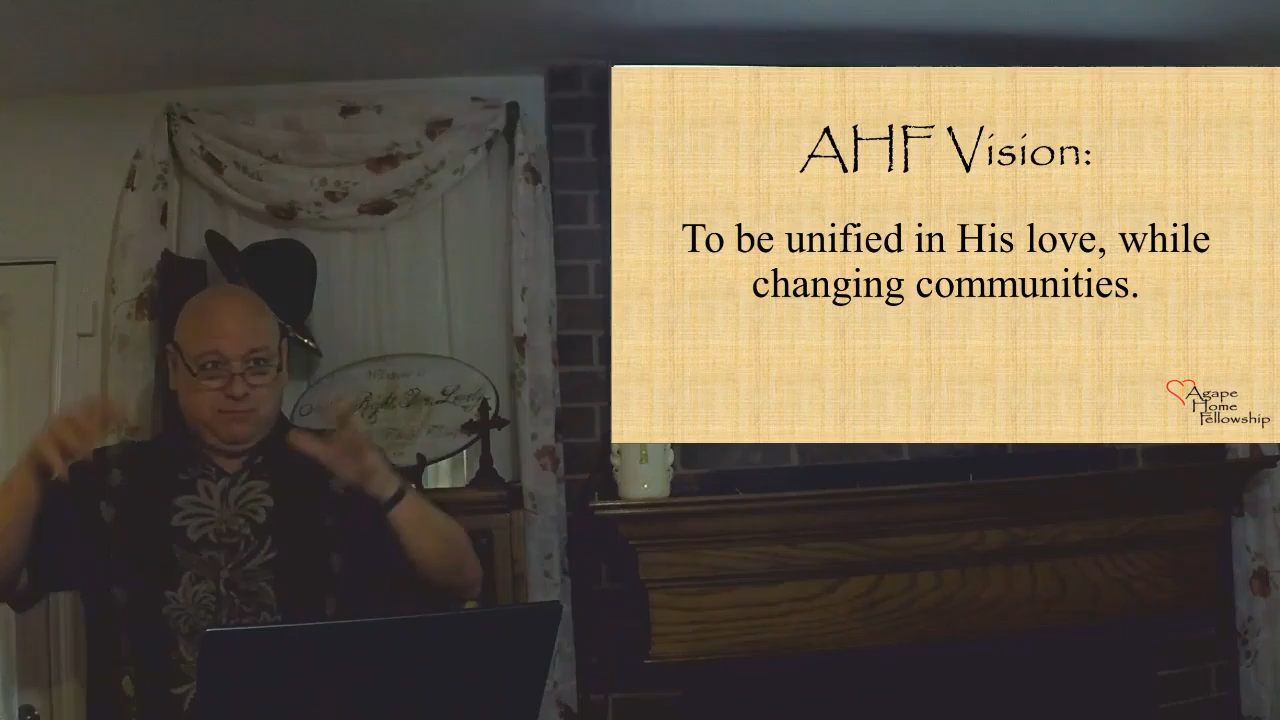 AHF Vision:
To be unified in His love, while
changing communities.
Agape
Home
Fellowship